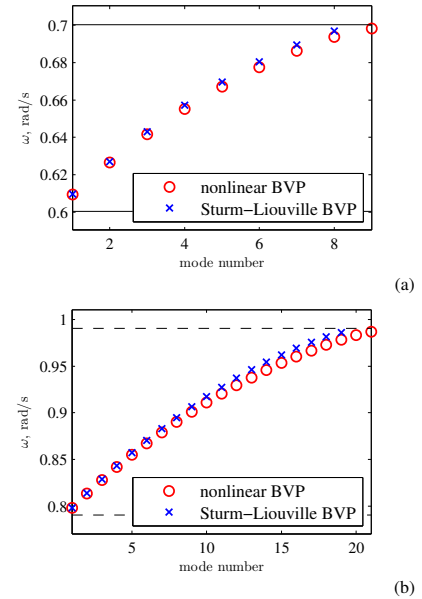 0.7
0.68
0.66
0.64
0.62
0.6
ω, rad/s
nonlinear BVP
Sturm−Liouville BVP
2 4 6 8
mode number
(a)
1
0.95
0.9
0.85
0.8
ω, rad/s
nonlinear BVP
Sturm−Liouville BVP
5 10 15 20
mode number
(b)